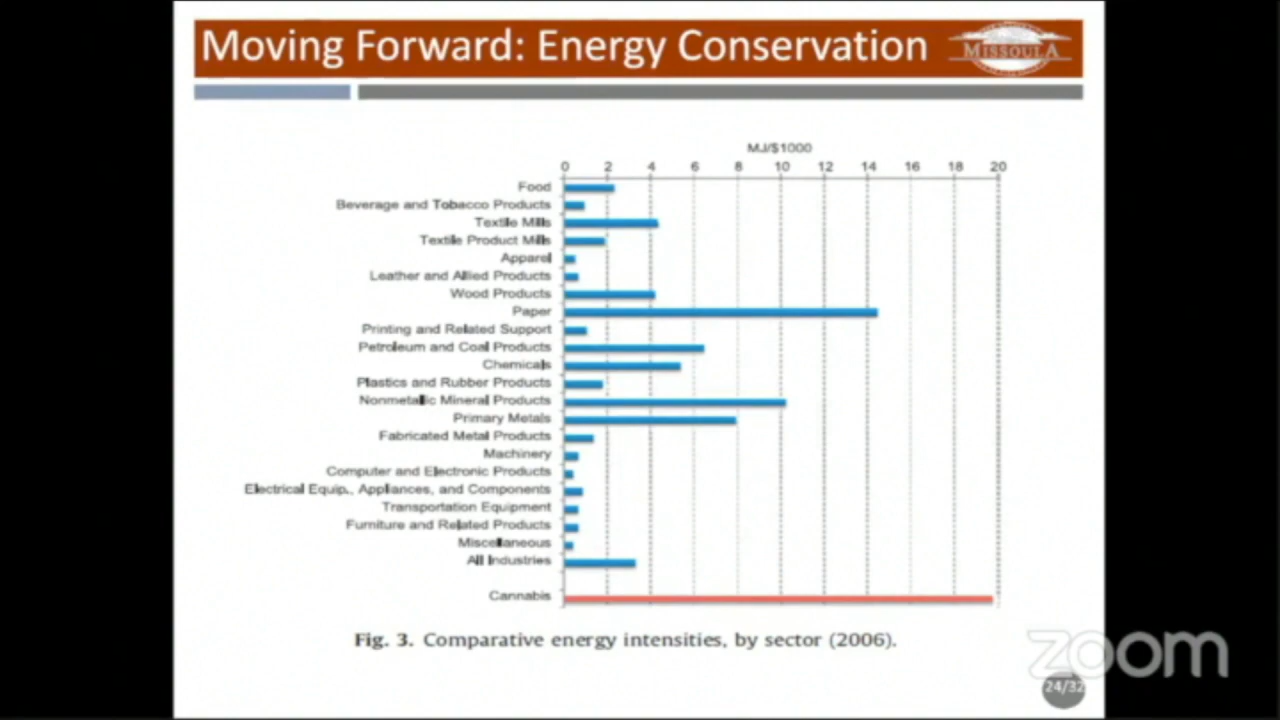 Moving Forward: Energy Conservation
MISSOULA
MJ/$1000
0 2 4 6 8 10 12 14 16 18 20
Food
Beverage and Tobacco Products
Textile Mills
Textile Product Mills
Apparel
Leather and Allied Products
Wood Products
Paper
Printing and Related Support
Petroleum and Coal Products
Chemicals
Plastics and Rubber Products
Nonmetallic Mineral Products
Primary Metals
Fabricated Metal Products
Machinery
Computer and Electronic Products
Electrical Equip., Appliances, and Components
Transportation Equipment
Furniture and Related Products
Miscellaneous
All Industries
Cannabis
Fig. 3. Comparative energy intensities, by sector (2006).
zoom
24/32